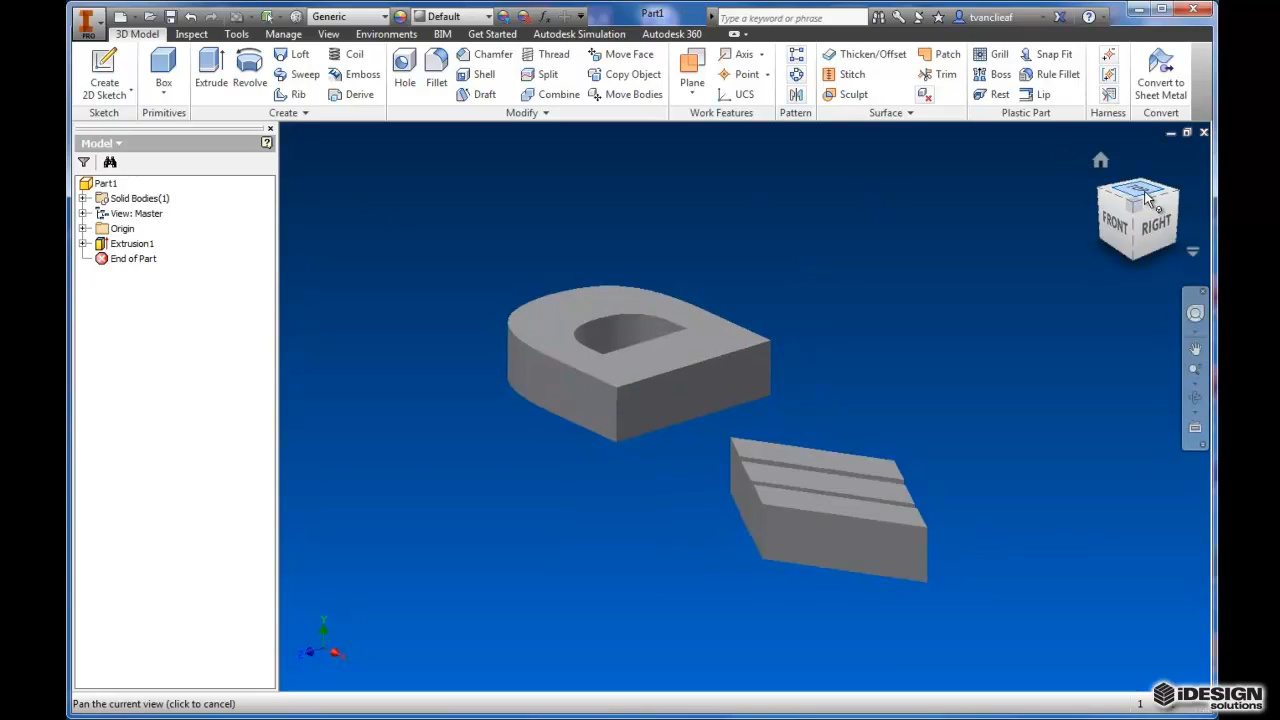 PRO
Generic
Default
Part1
Type a keyword or phrase
tvanclieaf
3D Model Inspect Tools Manage View Environments BIM Get Started Autodesk Simulation Autodesk 360
Create 2D Sketch
Box
Extrude
Revolve
Loft
Sweep
Rib
Coil
Emboss
Derive
Hole
Fillet
Chamfer
Shell
Draft
Thread
Split
Combine
Move Face
Copy Object
Move Bodies
Plane
Axis
Point
UCS
Thicken/Offset
Stitch
Sculpt
Patch
Trim
Grill
Boss
Rest
Snap Fit
Rule Fillet
Lip
Convert to Sheet Metal
Sketch Primitives Create Modify Work Features Pattern Surface Plastic Part Harness Convert
Model
Part1
Solid Bodies(1)
View: Master
Origin
Extrusion1
End of Part
FRONT
RIGHT
Y
Z
Pan the current view (click to cancel)
1
iDESIGN
solutions